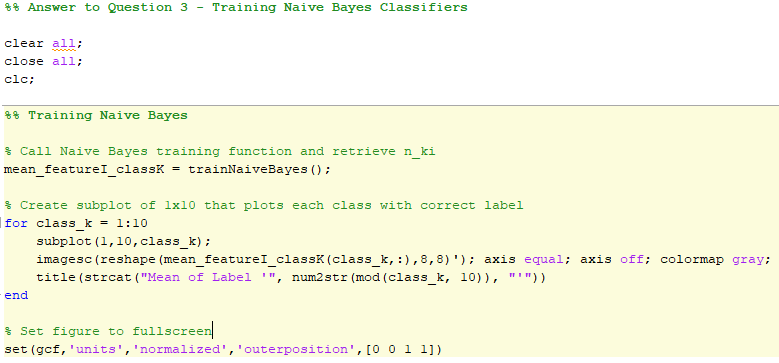 %% Answer to Question 3 - Training Naive Bayes Classifiers
clear all;
close all;
clc;
%% Training Naive Bayes
% Call Naive Bayes training function and retrieve n_ki
mean_featureI_classK = trainNaiveBayes();
% Create subplot of 1x10 that plots each class with correct label
for class_k = 1:10
    subplot(1,10,class_k);
    imagesc(reshape(mean_featureI_classK(class_k,:),8,8)'); axis equal; axis off; colormap gray;
    title(strcat("Mean of Label '", num2str(mod(class_k, 10)), "'"))
end
% Set figure to fullscreen
set(gcf,'units','normalized','outerposition',[0 0 1 1])